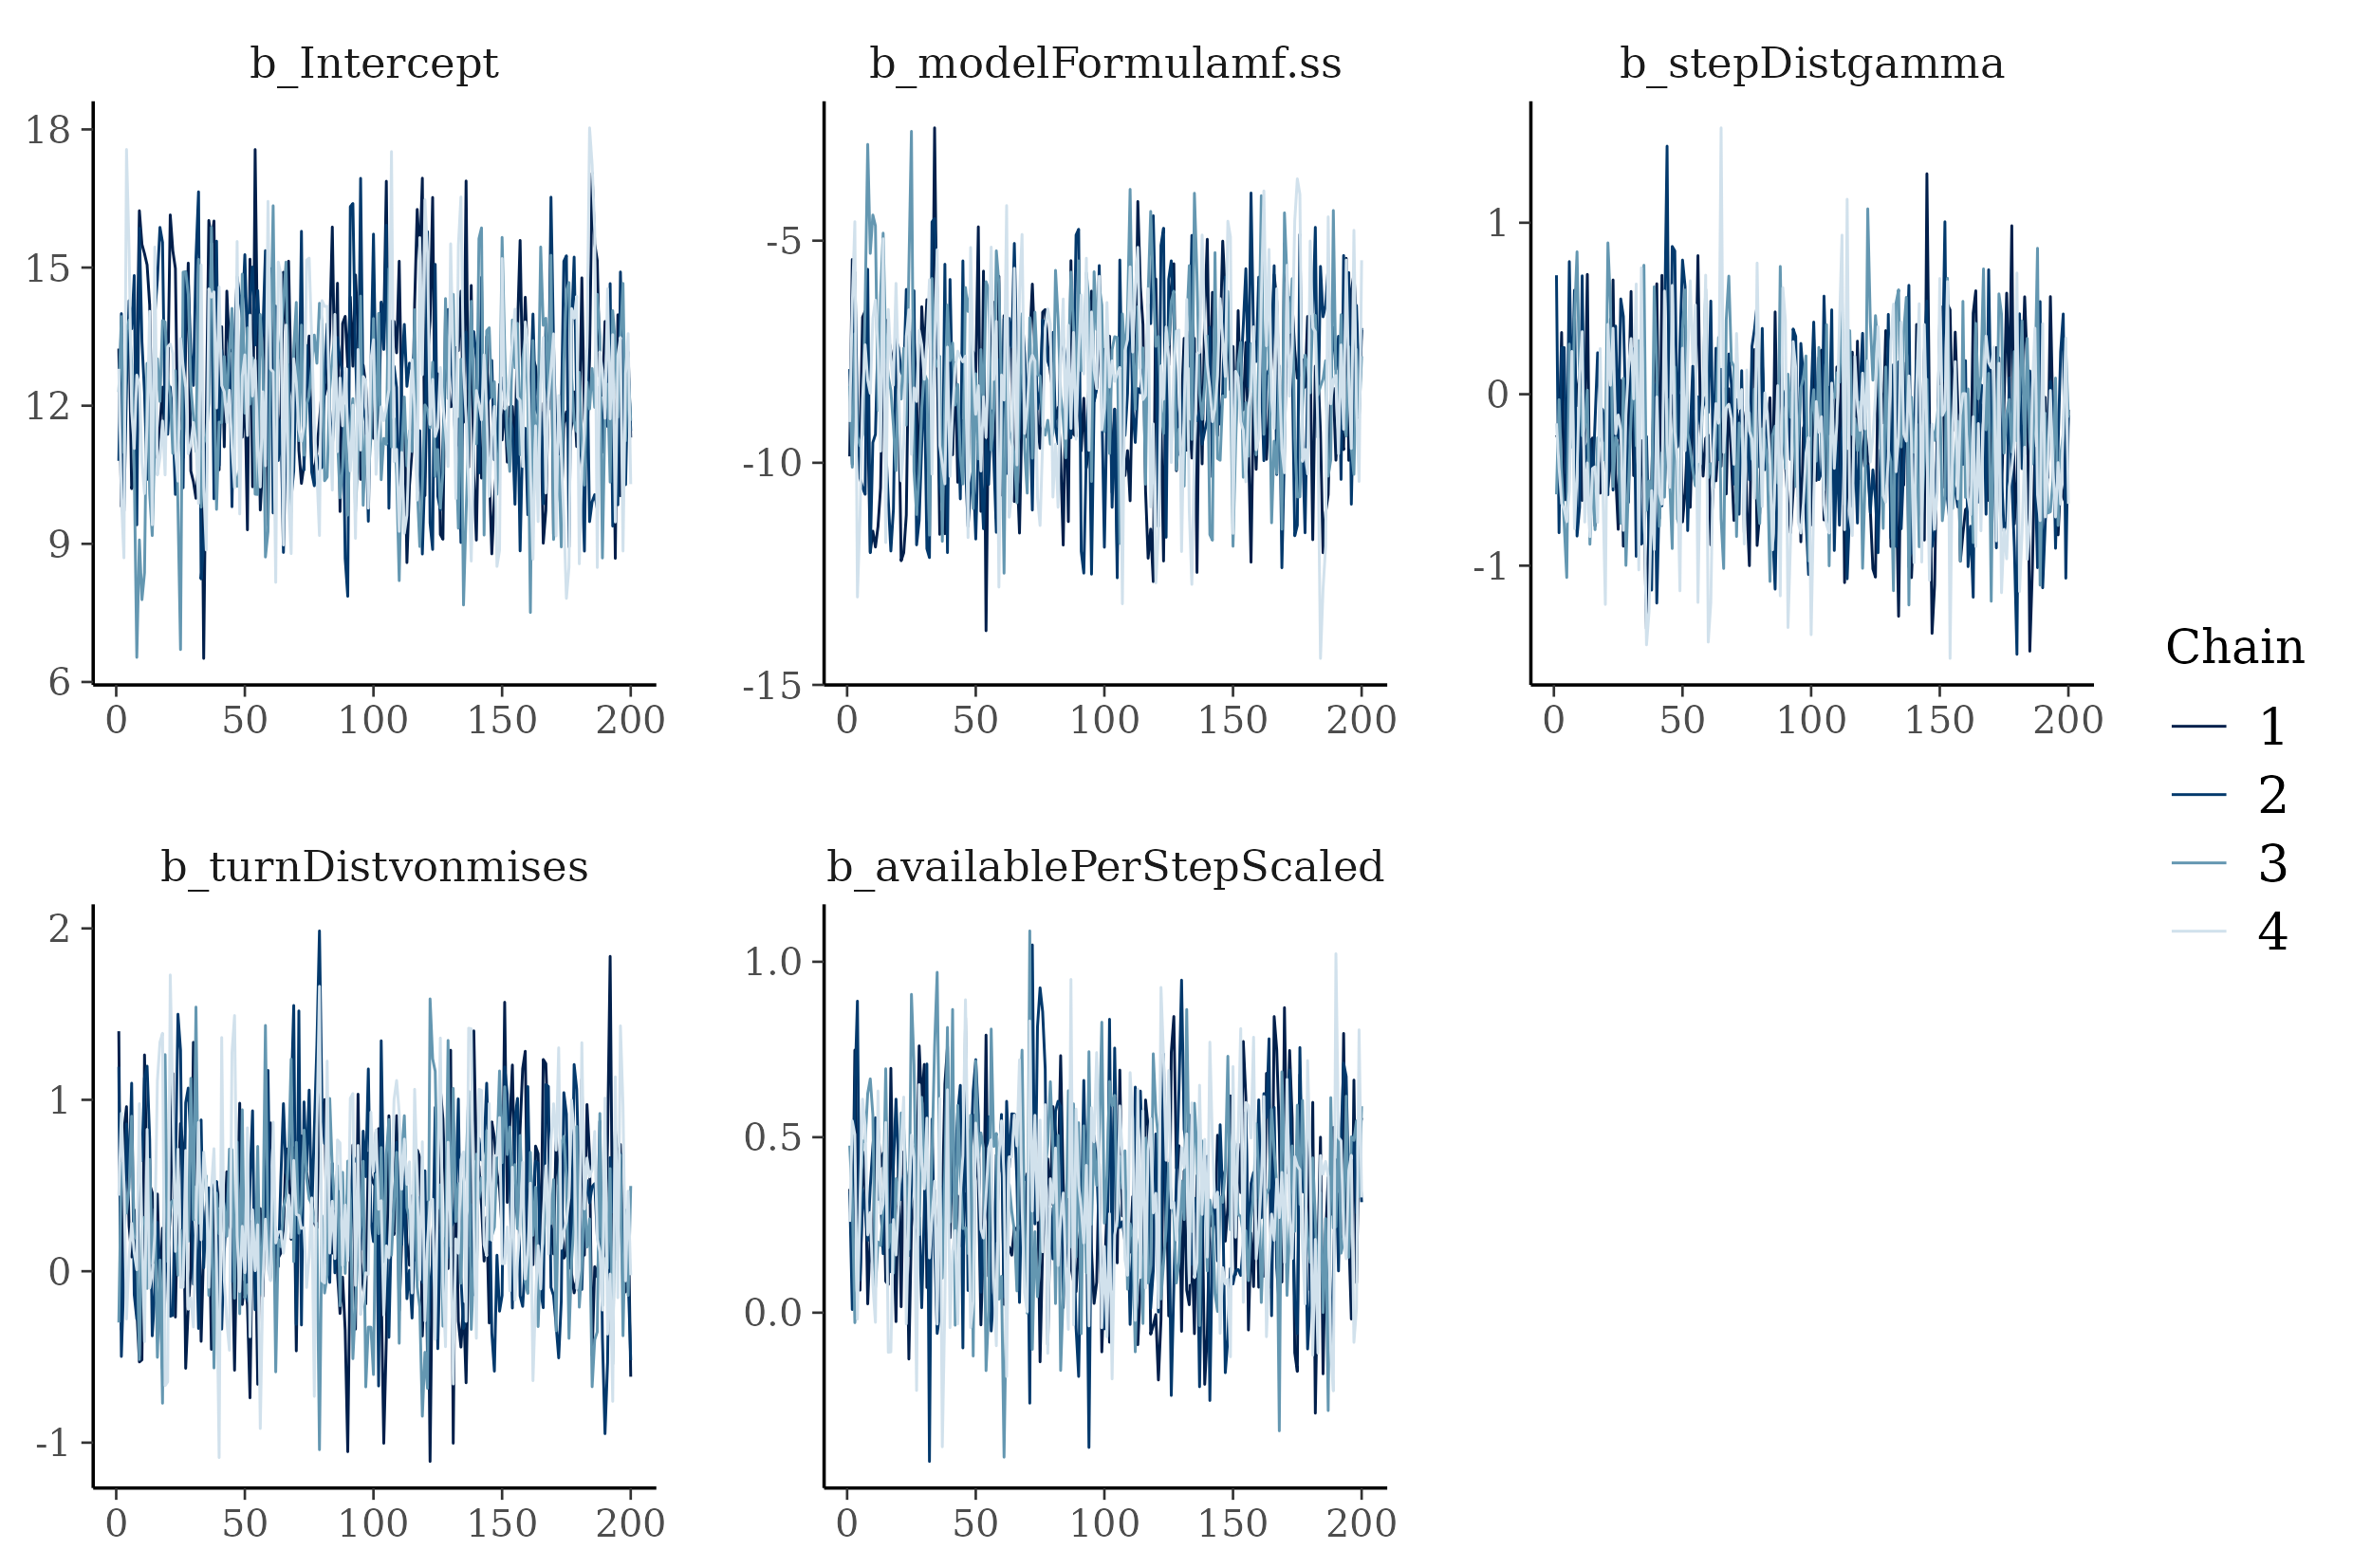 b_Intercept
18
15
12
9
6
0 50 100 150 200
b_modelFormulamf.ss
-5
-10
-15
0 50 100 150 200
b_stepDistgamma
1
0
-1
0 50 100 150 200
b_turnDistvonmises
2
1
0
-1
0 50 100 150 200
b_availablePerStepScaled
1.0
0.5
0.0
0 50 100 150 200
Chain
1
2
3
4